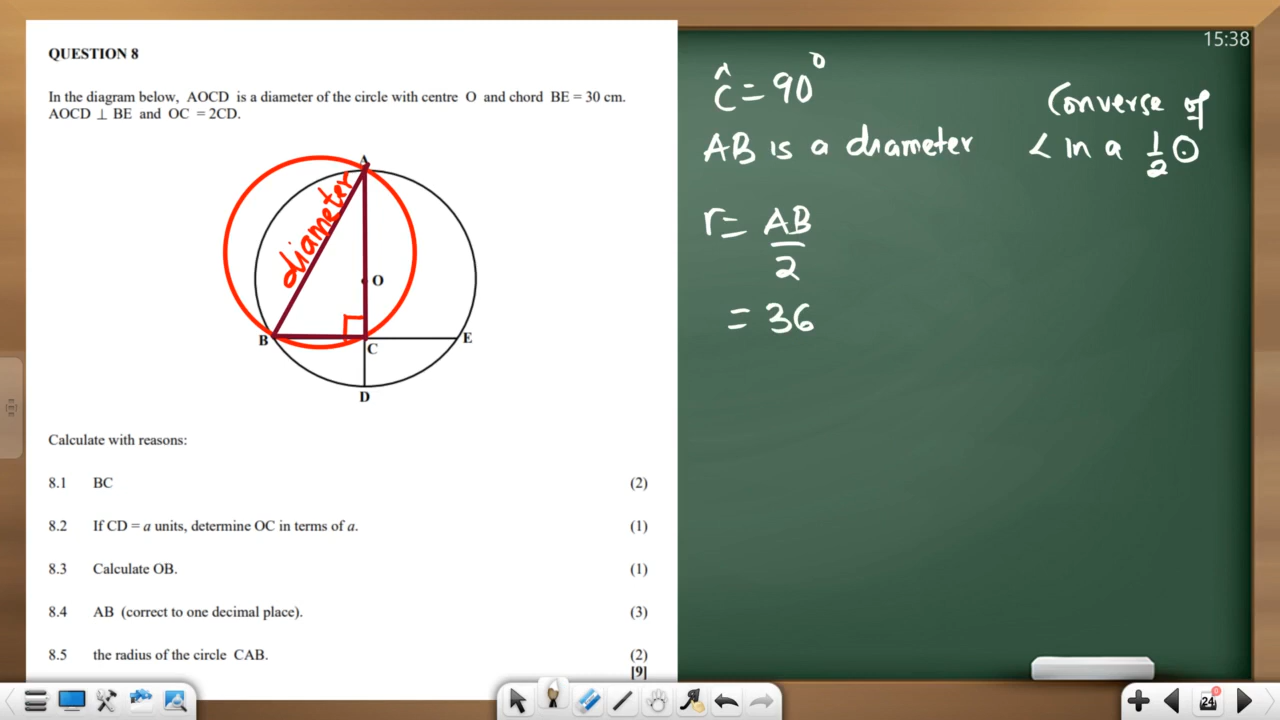 QUESTION 8
In the diagram below, AOCD is a diameter of the circle with centre O and chord BE = 30 cm.
AOCD ⊥ BE and OC = 2CD.
A
diameter
O
B
C
E
D
Calculate with reasons:
8.1 BC (2)
8.2 If CD = a units, determine OC in terms of a. (1)
8.3 Calculate OB. (1)
8.4 AB (correct to one decimal place). (3)
8.5 the radius of the circle CAB. (2)
[9]
15:38
Ĉ = 90°
Converse of
AB is a diameter ∠ in a ½ ⊙
r = AB/2
= 36
24